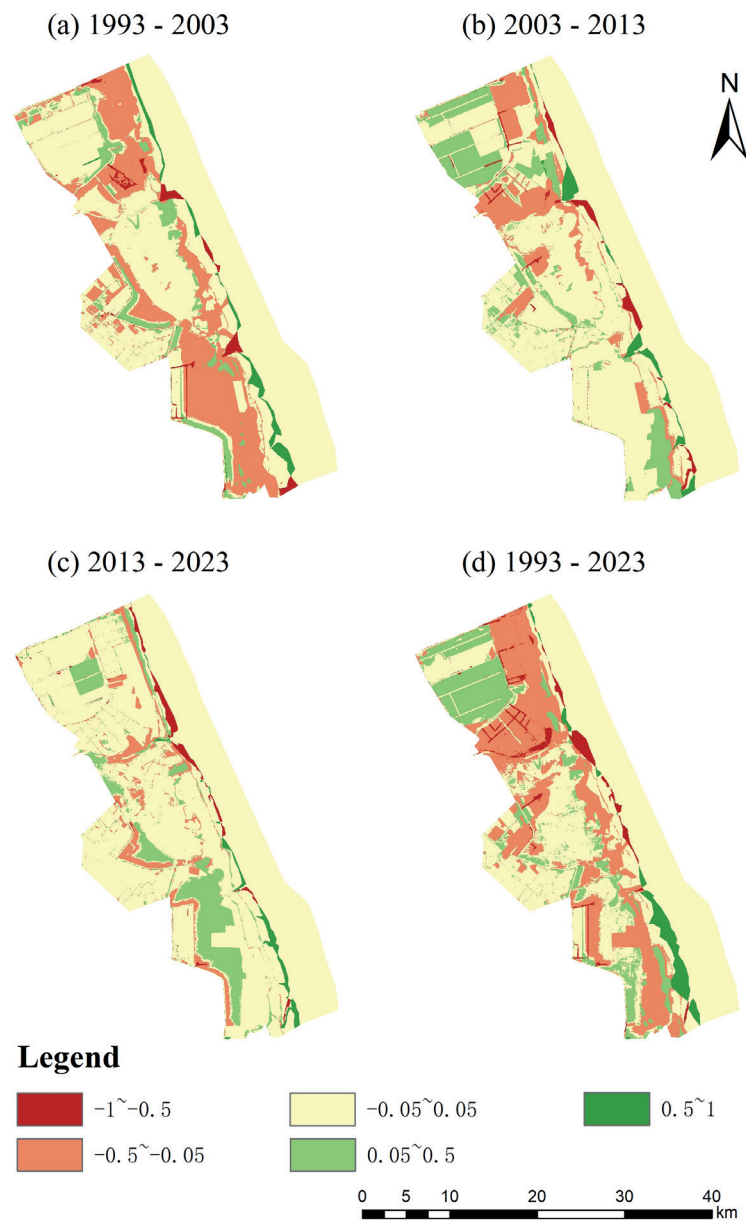 (a) 1993 - 2003
(b) 2003 - 2013
N
(c) 2013 - 2023
(d) 1993 - 2023
Legend
-1~-0.5
-0.05~0.05
0.5~1
-0.5~-0.05
0.05~0.5
0 5 10 20 30 40
km